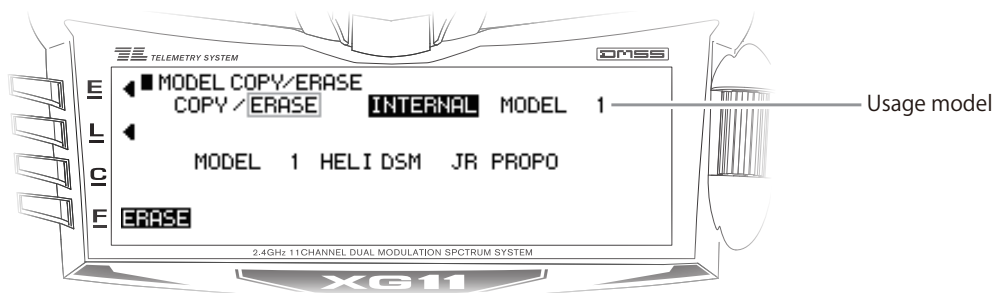 TELEMETRY SYSTEM DMSS
E ■ MODEL COPY/ERASE
COPY / ERASE INTERNAL MODEL 1 Usage model
L
MODEL 1 HELI DSM JR PROPO
C
F ERASE
2.4GHz 11CHANNEL DUAL MODULATION SPCTRUM SYSTEM
XG11